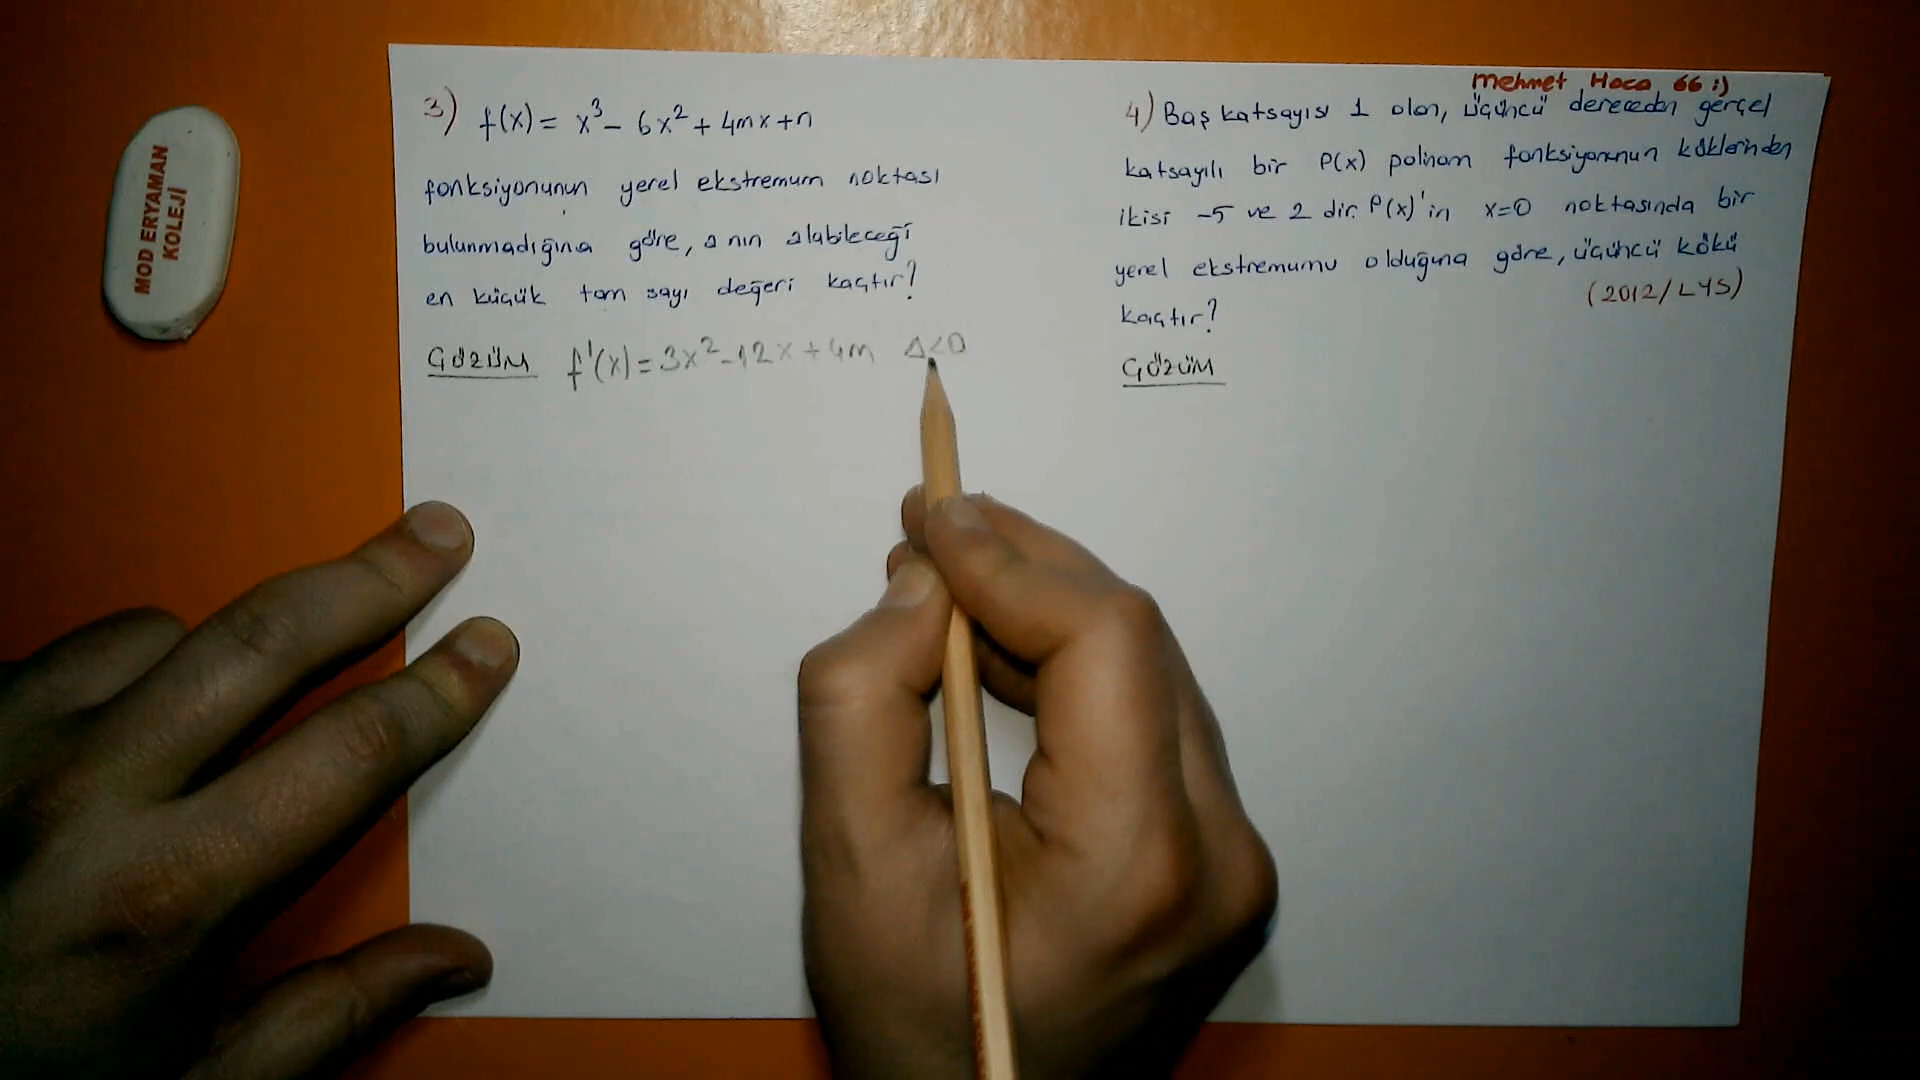 MOD ERYAMAN
KOLEJİ
3) f(x) = x³ - 6x² + 4mx + n
fonksiyonunun yerel ekstremum noktası
bulunmadığına göre, a nın alabileceği
en küçük tam sayı değeri kaçtır?
ÇÖZÜM f'(x) = 3x² - 12x + 4m Δ<0
Mehmet Hoca 66 :)
4) Baş katsayısı 1 olan, üçüncü dereceden gerçel
katsayılı bir P(x) polinom fonksiyonunun köklerinden
ikisi -5 ve 2 dir. P(x)'in x=0 noktasında bir
yerel ekstremumu olduğuna göre, üçüncü kökü
(2012/LYS)
kaçtır?
ÇÖZÜM